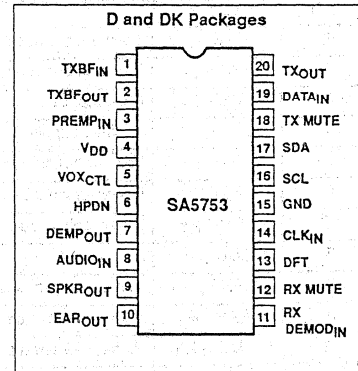 D and DK Packages
TXBFIN 1
TXBFOUT 2
PREMPIN 3
VDD 4
VOXCTL 5
HPDN 6
DEMPOUT 7
AUDIOIN 8
SPKROUT 9
EAROUT 10
SA5753
20 TXOUT
19 DATAIN
18 TX MUTE
17 SDA
16 SCL
15 GND
14 CLKIN
13 DFT
12 RX MUTE
11 RX
DEMODIN